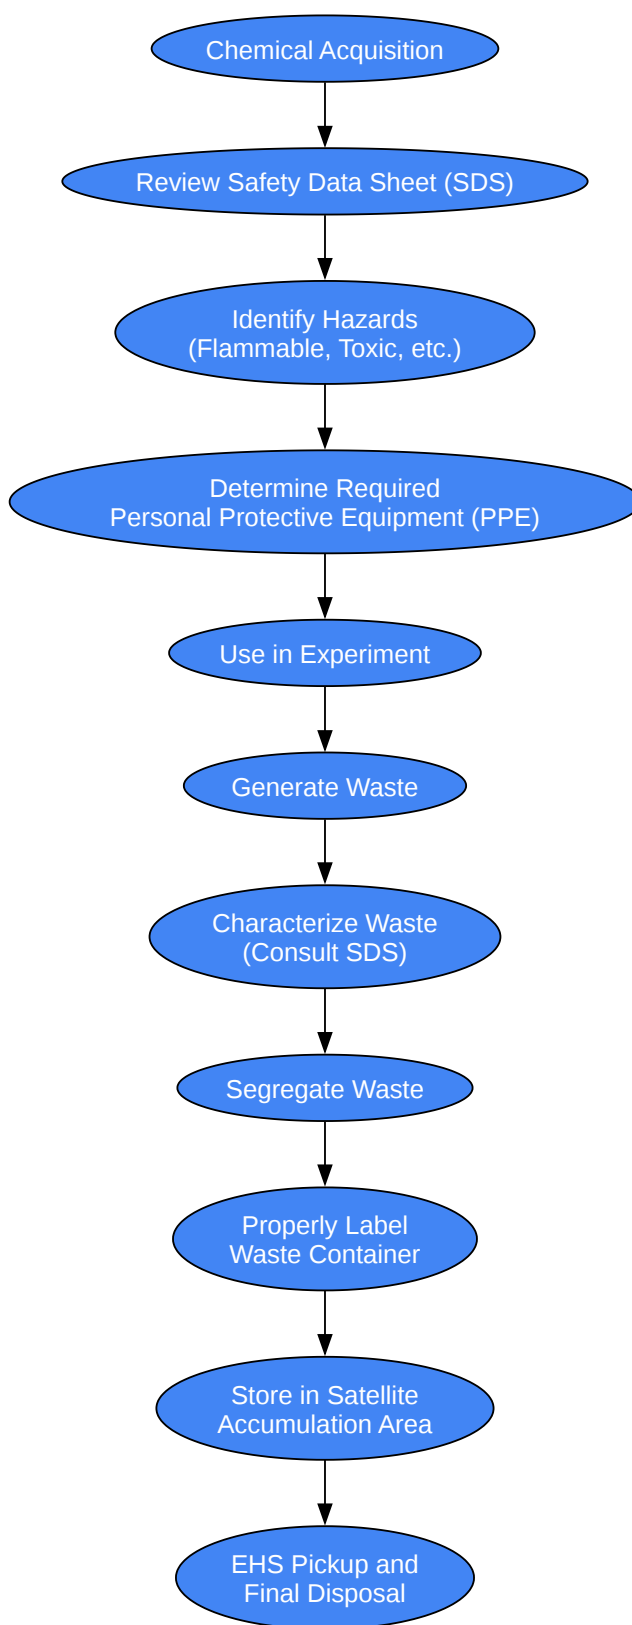 Chemical Acquisition
Review Safety Data Sheet (SDS)
Identify Hazards
(Flammable, Toxic, etc.)
Determine Required
Personal Protective Equipment (PPE)
Use in Experiment
Generate Waste
Characterize Waste
(Consult SDS)
Segregate Waste
Properly Label
Waste Container
Store in Satellite
Accumulation Area
EHS Pickup and
Final Disposal